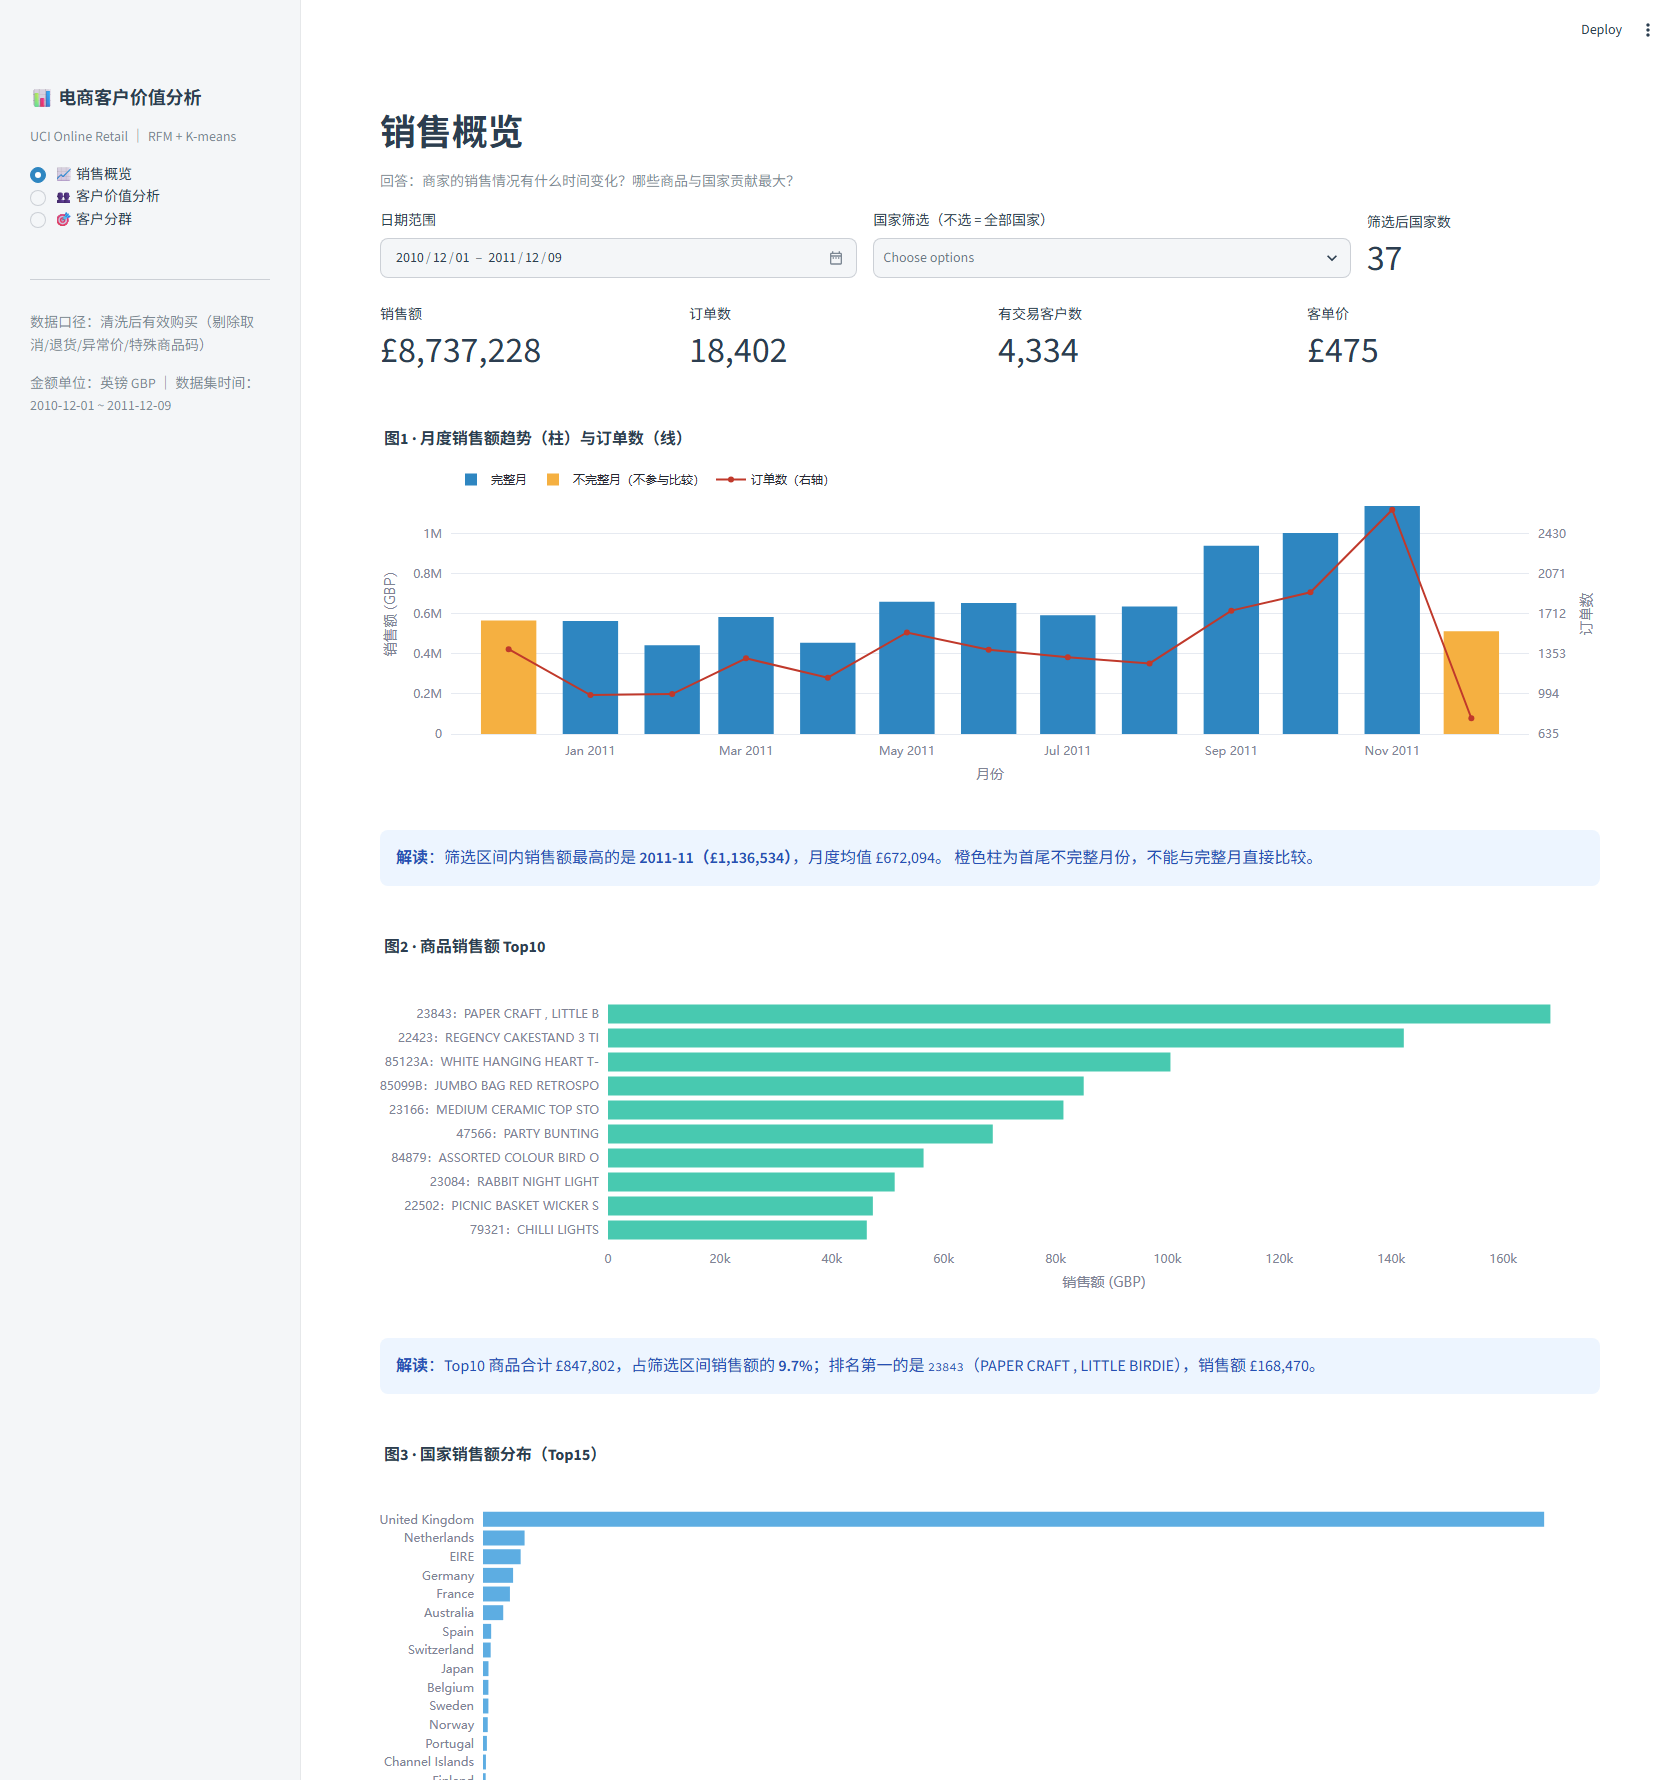 Deploy
电商客户价值分析
UCI Online Retail ｜ RFM + K-means
销售概览
客户价值分析
客户分群
数据口径：清洗后有效购买（剔除取
消/退货/异常价/特殊商品码）
金额单位：英镑 GBP ｜ 数据集时间：
2010-12-01 ~ 2011-12-09
销售概览
回答：商家的销售情况有什么时间变化？哪些商品与国家贡献最大？
日期范围
2010 / 12 / 01 – 2011 / 12 / 09
国家筛选（不选 = 全部国家）
Choose options
筛选后国家数
37
销售额
£8,737,228
订单数
18,402
有交易客户数
4,334
客单价
£475
图1 · 月度销售额趋势（柱）与订单数（线）
完整月 不完整月（不参与比较） 订单数（右轴）
1M
0.8M
0.6M
0.4M
0.2M
0
销售额 (GBP)
2430
2071
1712
1353
994
635
订单数
Jan 2011 Mar 2011 May 2011 Jul 2011 Sep 2011 Nov 2011
月份
解读：筛选区间内销售额最高的是 2011-11（£1,136,534），月度均值 £672,094。 橙色柱为首尾不完整月份，不能与完整月直接比较。
图2 · 商品销售额 Top10
23843：PAPER CRAFT , LITTLE B
22423：REGENCY CAKESTAND 3 TI
85123A：WHITE HANGING HEART T-
85099B：JUMBO BAG RED RETROSPO
23166：MEDIUM CERAMIC TOP STO
47566：PARTY BUNTING
84879：ASSORTED COLOUR BIRD O
23084：RABBIT NIGHT LIGHT
22502：PICNIC BASKET WICKER S
79321：CHILLI LIGHTS
0 20k 40k 60k 80k 100k 120k 140k 160k
销售额 (GBP)
解读：Top10 商品合计 £847,802，占筛选区间销售额的 9.7%；排名第一的是 23843（PAPER CRAFT , LITTLE BIRDIE），销售额 £168,470。
图3 · 国家销售额分布（Top15）
United Kingdom
Netherlands
EIRE
Germany
France
Australia
Spain
Switzerland
Japan
Belgium
Sweden
Norway
Portugal
Channel Islands
Finland